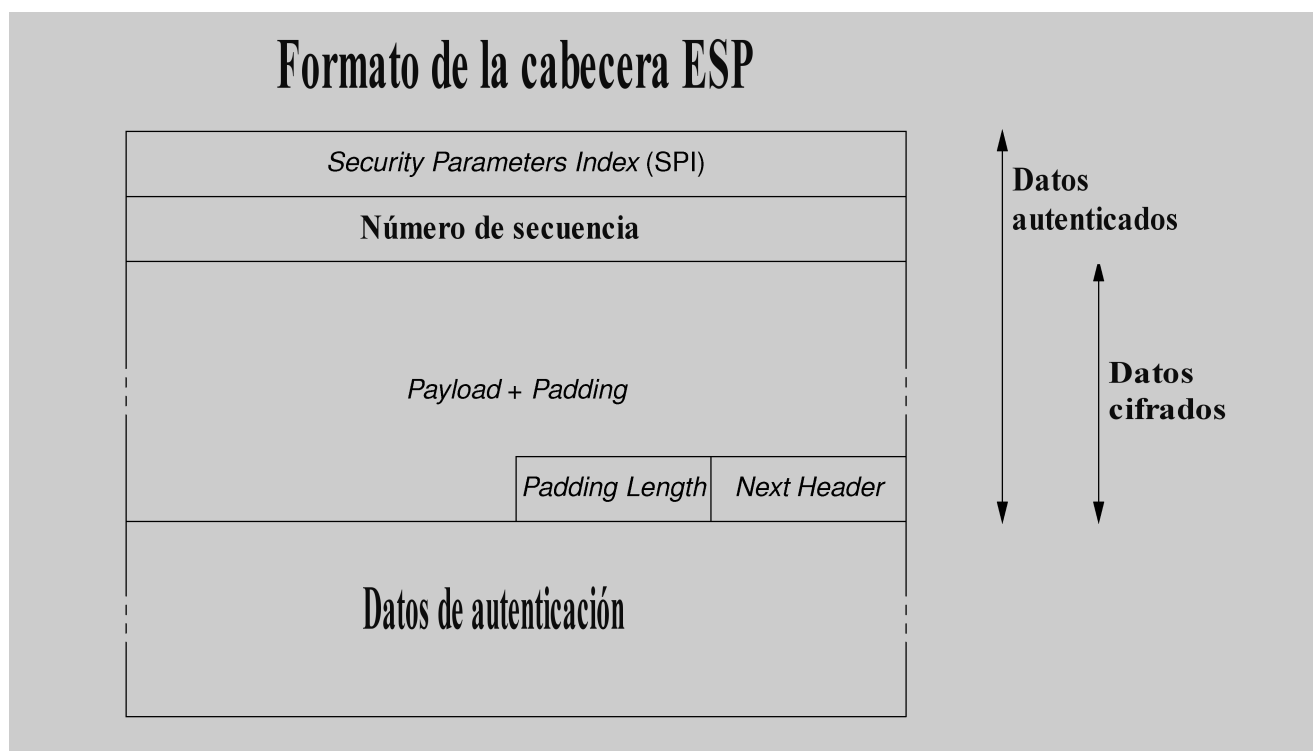 Formato de la cabecera ESP
Security Parameters Index (SPI)
Número de secuencia
Payload + Padding
Padding Length
Next Header
Datos de autenticación
Datos
autenticados
Datos
cifrados